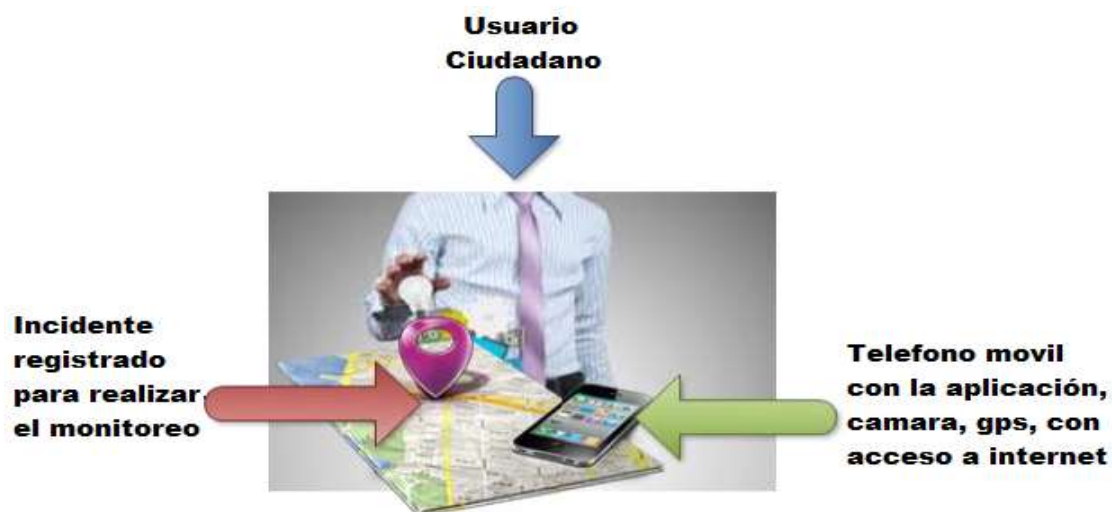 Usuario
Ciudadano
Incidente
registrado
para realizar
el monitoreo
Telefono movil
con la aplicación,
camara, gps, con
acceso a internet